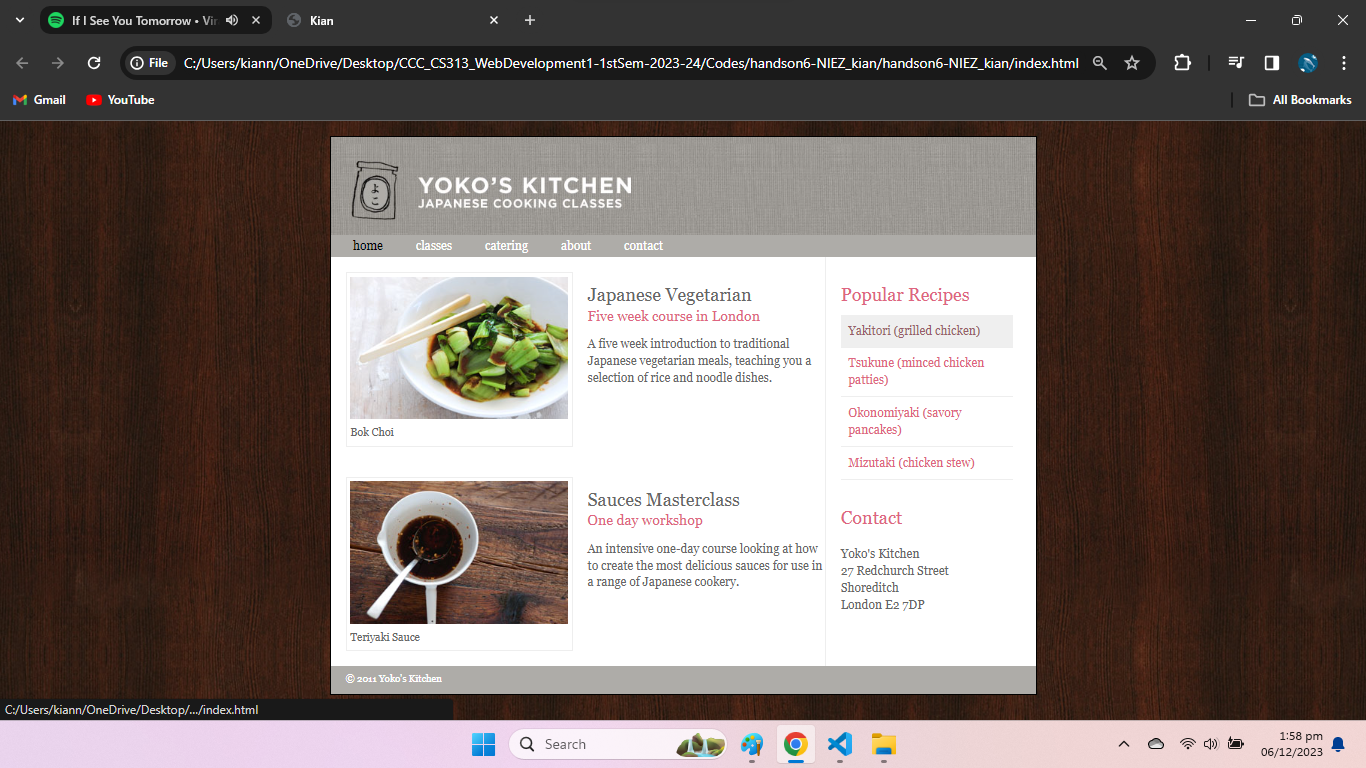 If I See You Tomorrow • Vir
Kian
File
C:/Users/kiann/OneDrive/Desktop/CCC_CS313_WebDevelopment1-1stSem-2023-24/Codes/handson6-NIEZ_kian/handson6-NIEZ_kian/index.html
Gmail
YouTube
All Bookmarks
よこ
YOKO'S KITCHEN
JAPANESE COOKING CLASSES
home classes catering about contact
Japanese Vegetarian
Five week course in London
A five week introduction to traditional
Japanese vegetarian meals, teaching you a
selection of rice and noodle dishes.
Bok Choi
Sauces Masterclass
One day workshop
An intensive one-day course looking at how
to create the most delicious sauces for use in
a range of Japanese cookery.
Teriyaki Sauce
Popular Recipes
Yakitori (grilled chicken)
Tsukune (minced chicken
patties)
Okonomiyaki (savory
pancakes)
Mizutaki (chicken stew)
Contact
Yoko's Kitchen
27 Redchurch Street
Shoreditch
London E2 7DP
© 2011 Yoko's Kitchen
C:/Users/kiann/OneDrive/Desktop/.../index.html
Search
1:58 pm
06/12/2023